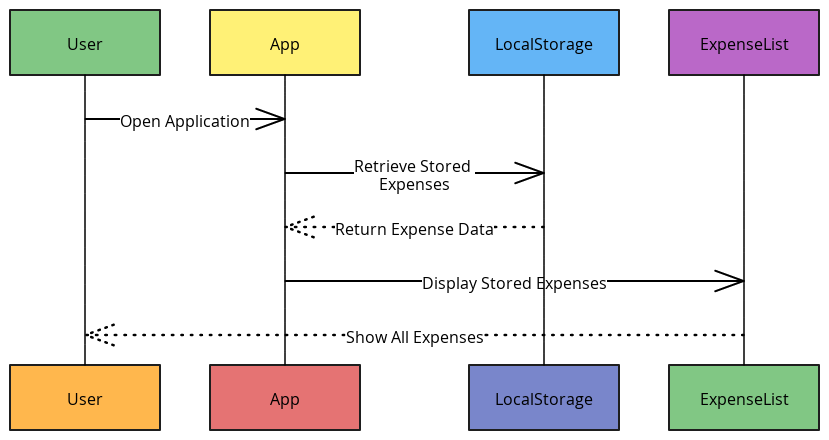 User
App
LocalStorage
ExpenseList
Open Application
Retrieve Stored
Expenses
Return Expense Data
Display Stored Expenses
Show All Expenses
User
App
LocalStorage
ExpenseList